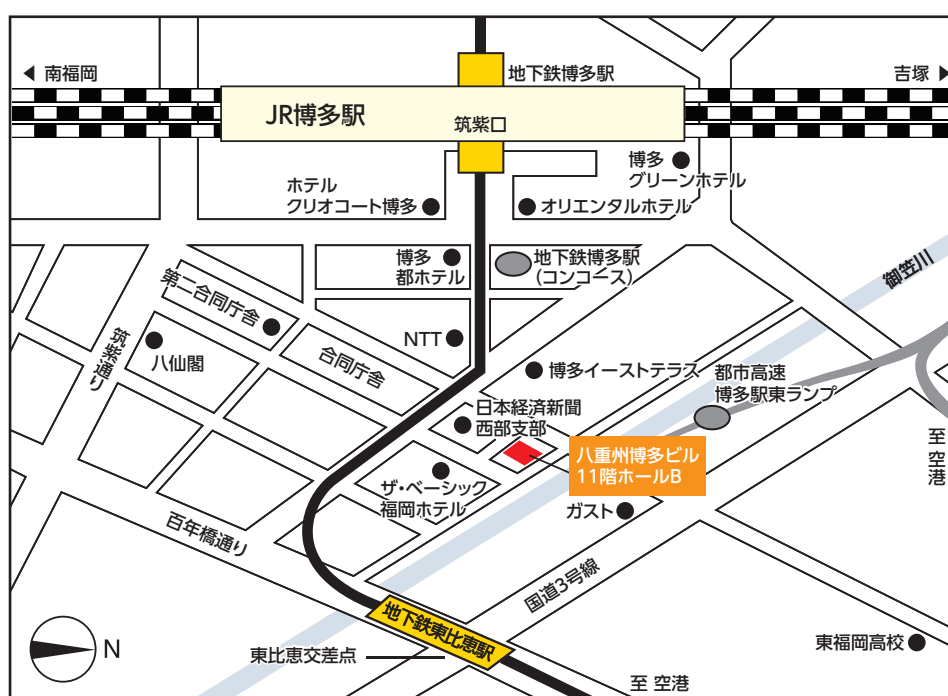 南福岡
地下鉄博多駅
吉塚
JR博多駅
筑紫口
博多
グリーンホテル
ホテル
クリオコート博多
オリエンタルホテル
博多
都ホテル
地下鉄博多駅
(コンコース)
御笠川
第二合同庁舎
筑紫通り
八仙閣
NTT
合同庁舎
博多イーストテラス
都市高速
博多駅東ランプ
日本経済新聞
西部支部
八重州博多ビル
11階ホールB
至 空港
ザ・ベーシック
福岡ホテル
ガスト
百年橋通り
国道3号線
地下鉄東比恵駅
N
東比恵交差点
東福岡高校
至 空港